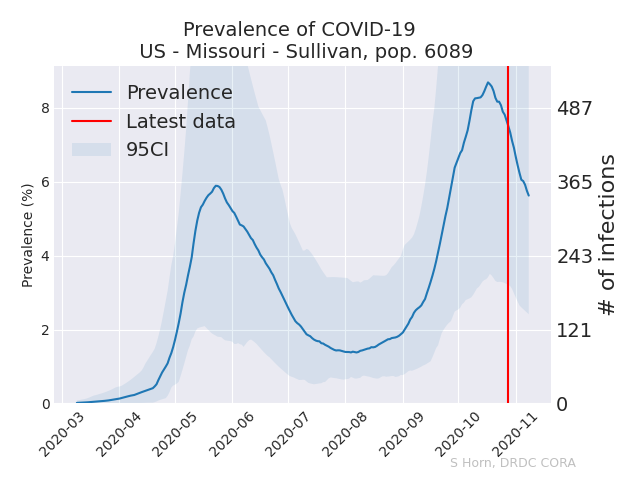 Prevalence of COVID-19
US - Missouri - Sullivan, pop. 6089
Prevalence
Latest data
95CI
Prevalence (%)
8
6
4
2
0
487
365
243
121
0
# of infections
2020-03
2020-04
2020-05
2020-06
2020-07
2020-08
2020-09
2020-10
2020-11
S Horn, DRDC CORA